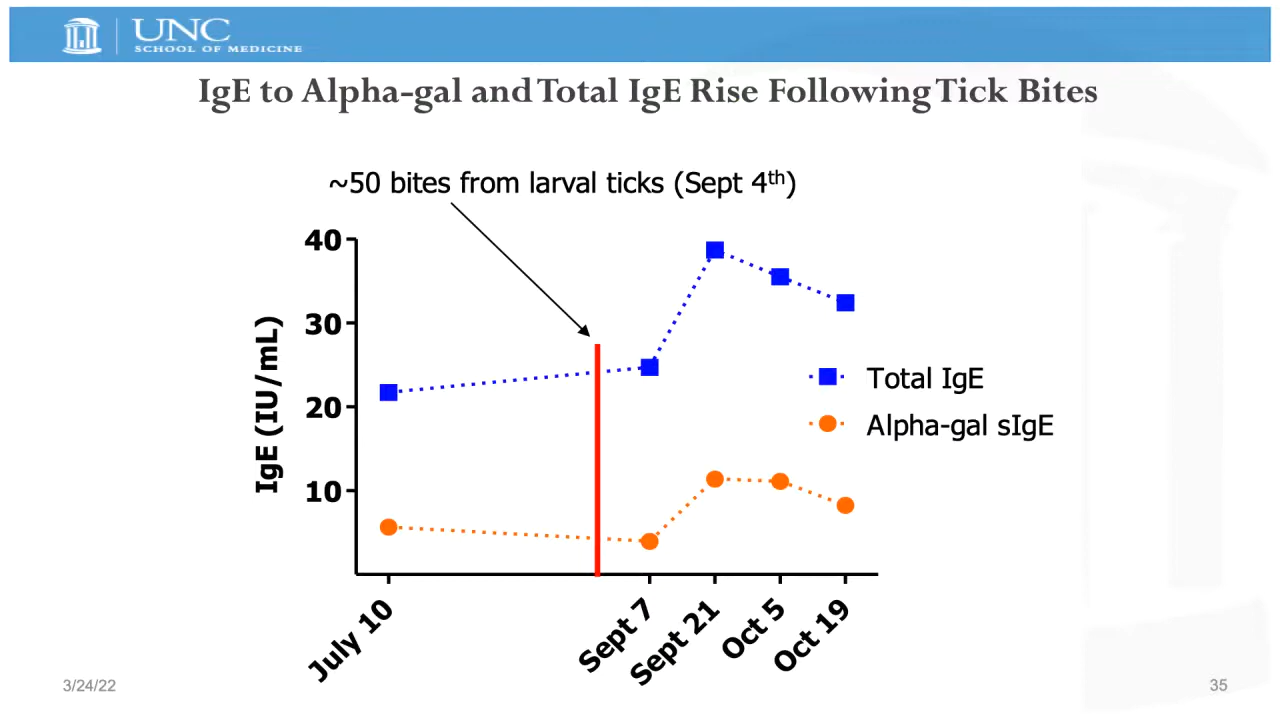 UNC
SCHOOL OF MEDICINE
IgE to Alpha-gal and Total IgE Rise Following Tick Bites
~50 bites from larval ticks (Sept 4th)
40
30
20
10
IgE (IU/mL)
Total IgE
Alpha-gal sIgE
July 10
Sept 7
Sept 21
Oct 5
Oct 19
3/24/22
35